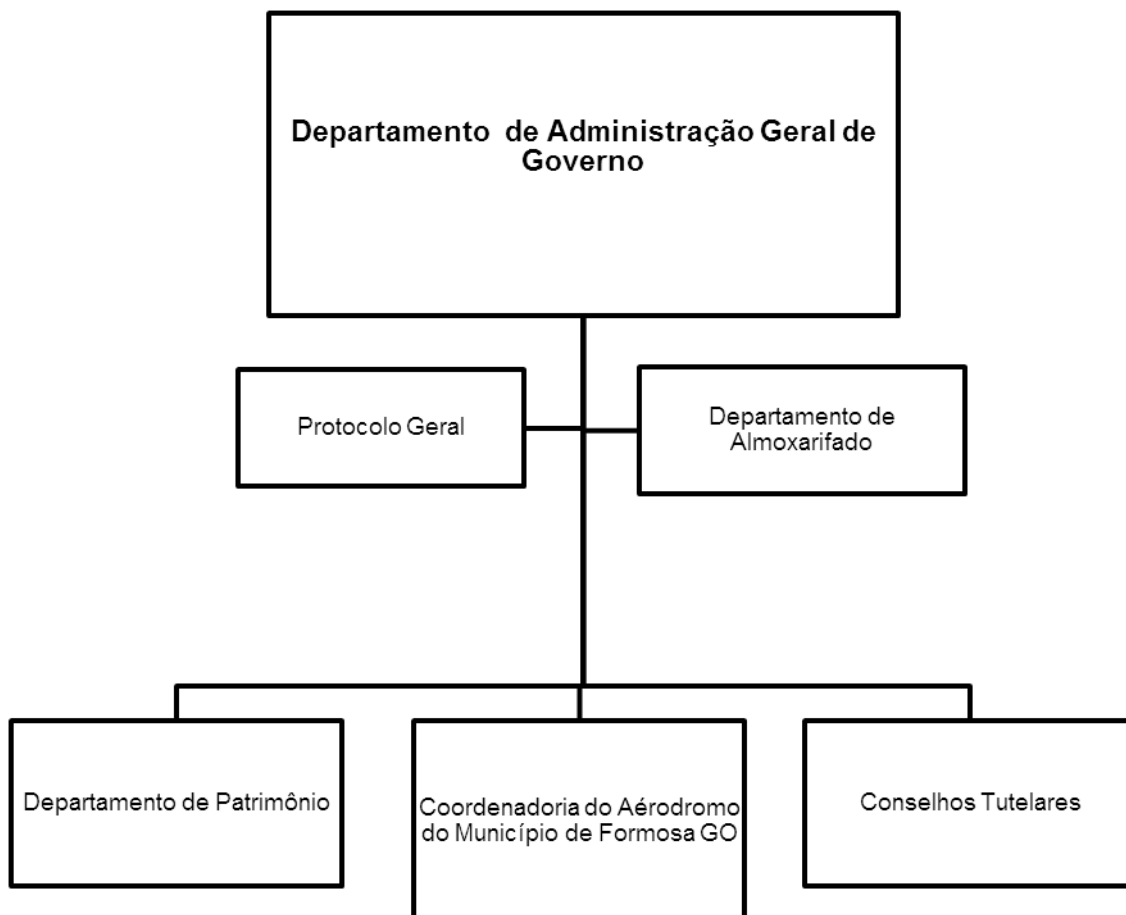 Departamento de Administração Geral de
Governo
Protocolo Geral
Departamento de
Almoxarifado
Departamento de Patrimônio
Coordenadoria do Aérodromo
do Município de Formosa GO
Conselhos Tutelares